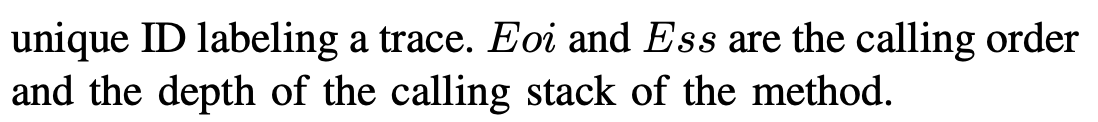 unique ID labeling a trace. Eoi and Ess are the calling order
and the depth of the calling stack of the method.